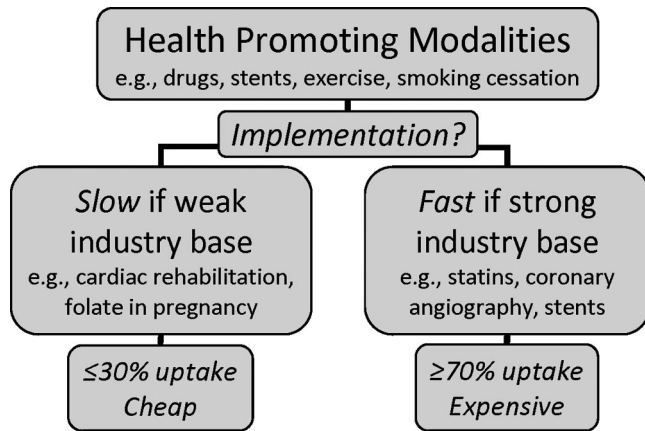 Health Promoting Modalities
e.g., drugs, stents, exercise, smoking cessation
Implementation?
Slow if weak
industry base
e.g., cardiac rehabilitation,
folate in pregnancy
Fast if strong
industry base
e.g., statins, coronary
angiography, stents
≤30% uptake
Cheap
≥70% uptake
Expensive